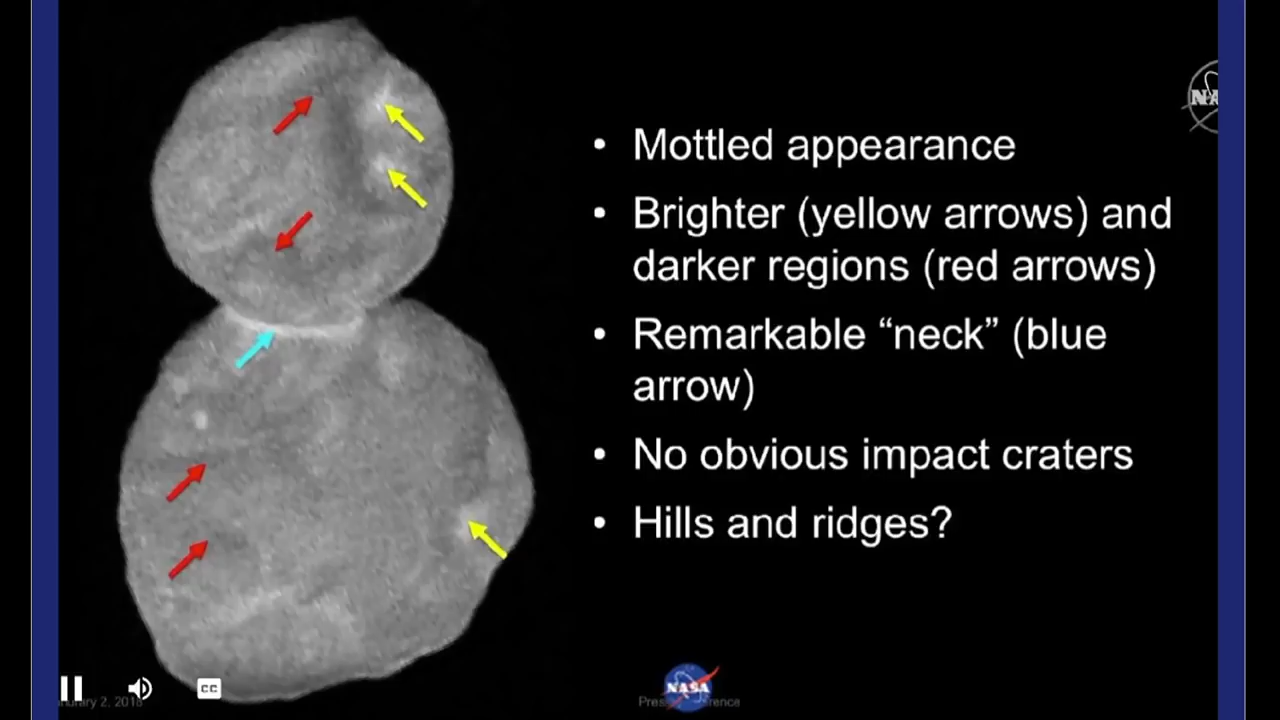 • Mottled appearance
• Brighter (yellow arrows) and
darker regions (red arrows)
• Remarkable “neck” (blue
arrow)
• No obvious impact craters
• Hills and ridges?
CC
NASA